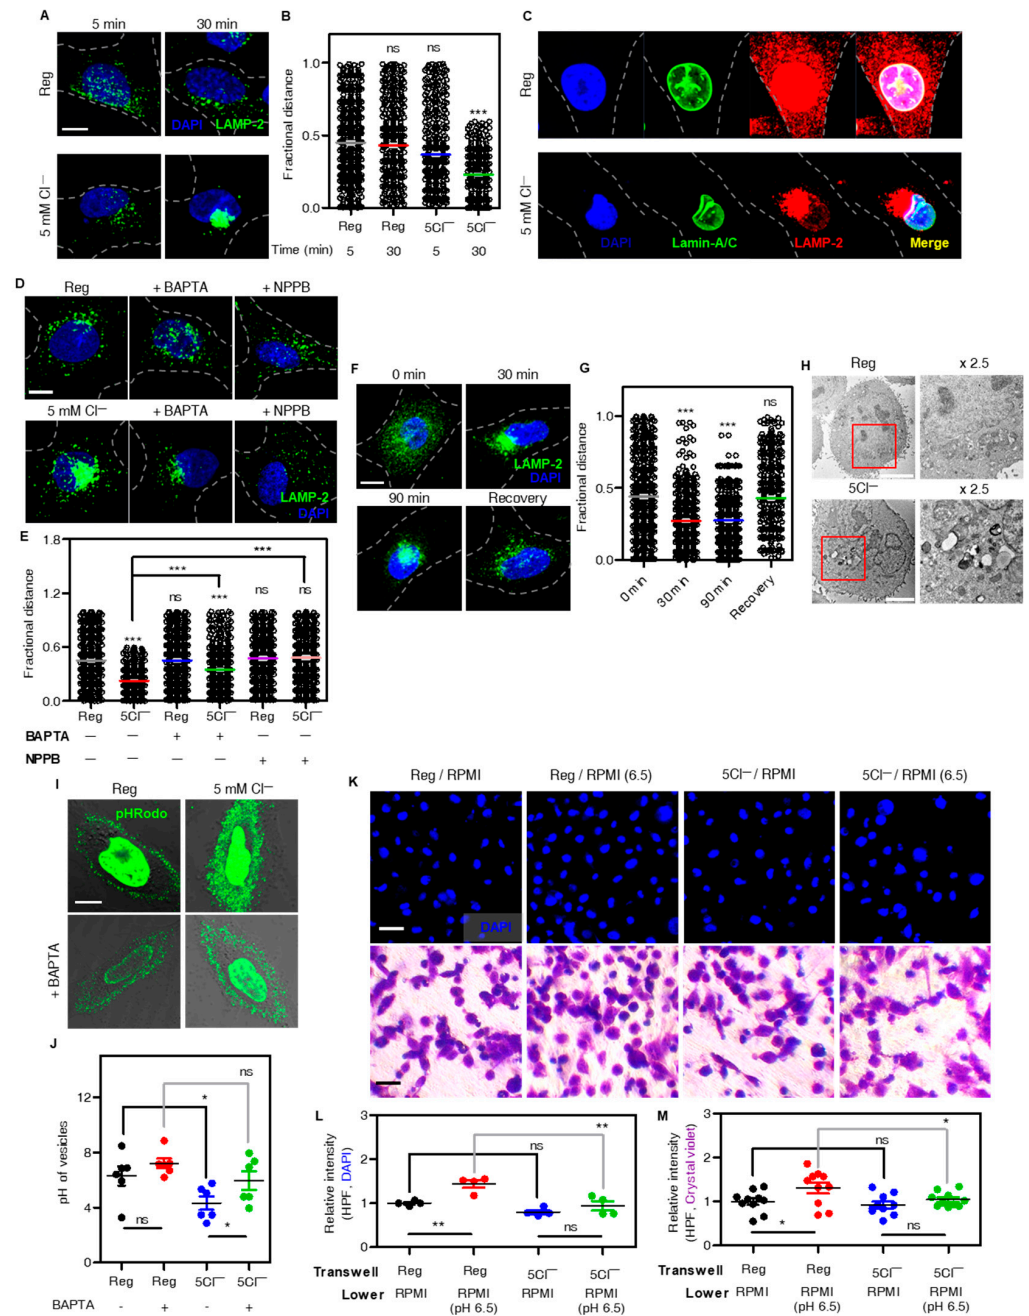 A
5 min
30 min
Reg
DAPI
LAMP-2
5 mM Cl—
B
Fractional distance
1.0
0.5
0.0
ns
ns
***
Reg
Reg
5Cl—
5Cl—
Time (min)
5
30
5
30
C
Reg
5 mM Cl—
DAPI
Lamin-A/C
LAMP-2
Merge
D
Reg
+ BAPTA
+ NPPB
5 mM Cl—
+ BAPTA
+ NPPB
LAMP-2
DAPI
E
Fractional distance
1.8
1.2
0.6
0.0
***
***
***
ns
***
ns
ns
Reg
5Cl—
Reg
5Cl—
Reg
5Cl—
BAPTA
— — + + — —
NPPB
— — — — + +
F
0 min
30 min
LAMP-2
DAPI
90 min
Recovery
G
Fractional distance
1.0
0.5
0.0
***
***
ns
0 min
30 min
90 min
Recovery
H
Reg
x 2.5
5Cl—
x 2.5
I
Reg
5 mM Cl—
pHRodo
+ BAPTA
J
pH of vesicles
12
8
4
0
ns
*
ns
*
Reg
Reg
5Cl—
5Cl—
BAPTA
- + - +
K
Reg / RPMI
Reg / RPMI (6.5)
5Cl—/ RPMI
5Cl—/ RPMI (6.5)
DAPI
L
Relative intensity
(HPF, DAPI)
3
2
1
0
**
ns
**
ns
Transwell
Reg
Reg
5Cl—
5Cl—
Lower
RPMI
RPMI
(pH 6.5)
RPMI
RPMI
(pH 6.5)
M
Relative intensity
(HPF, Crystal violet)
3
2
1
0
*
ns
*
ns
Transwell
Reg
Reg
5Cl—
5Cl—
Lower
RPMI
RPMI
(pH 6.5)
RPMI
RPMI
(pH 6.5)